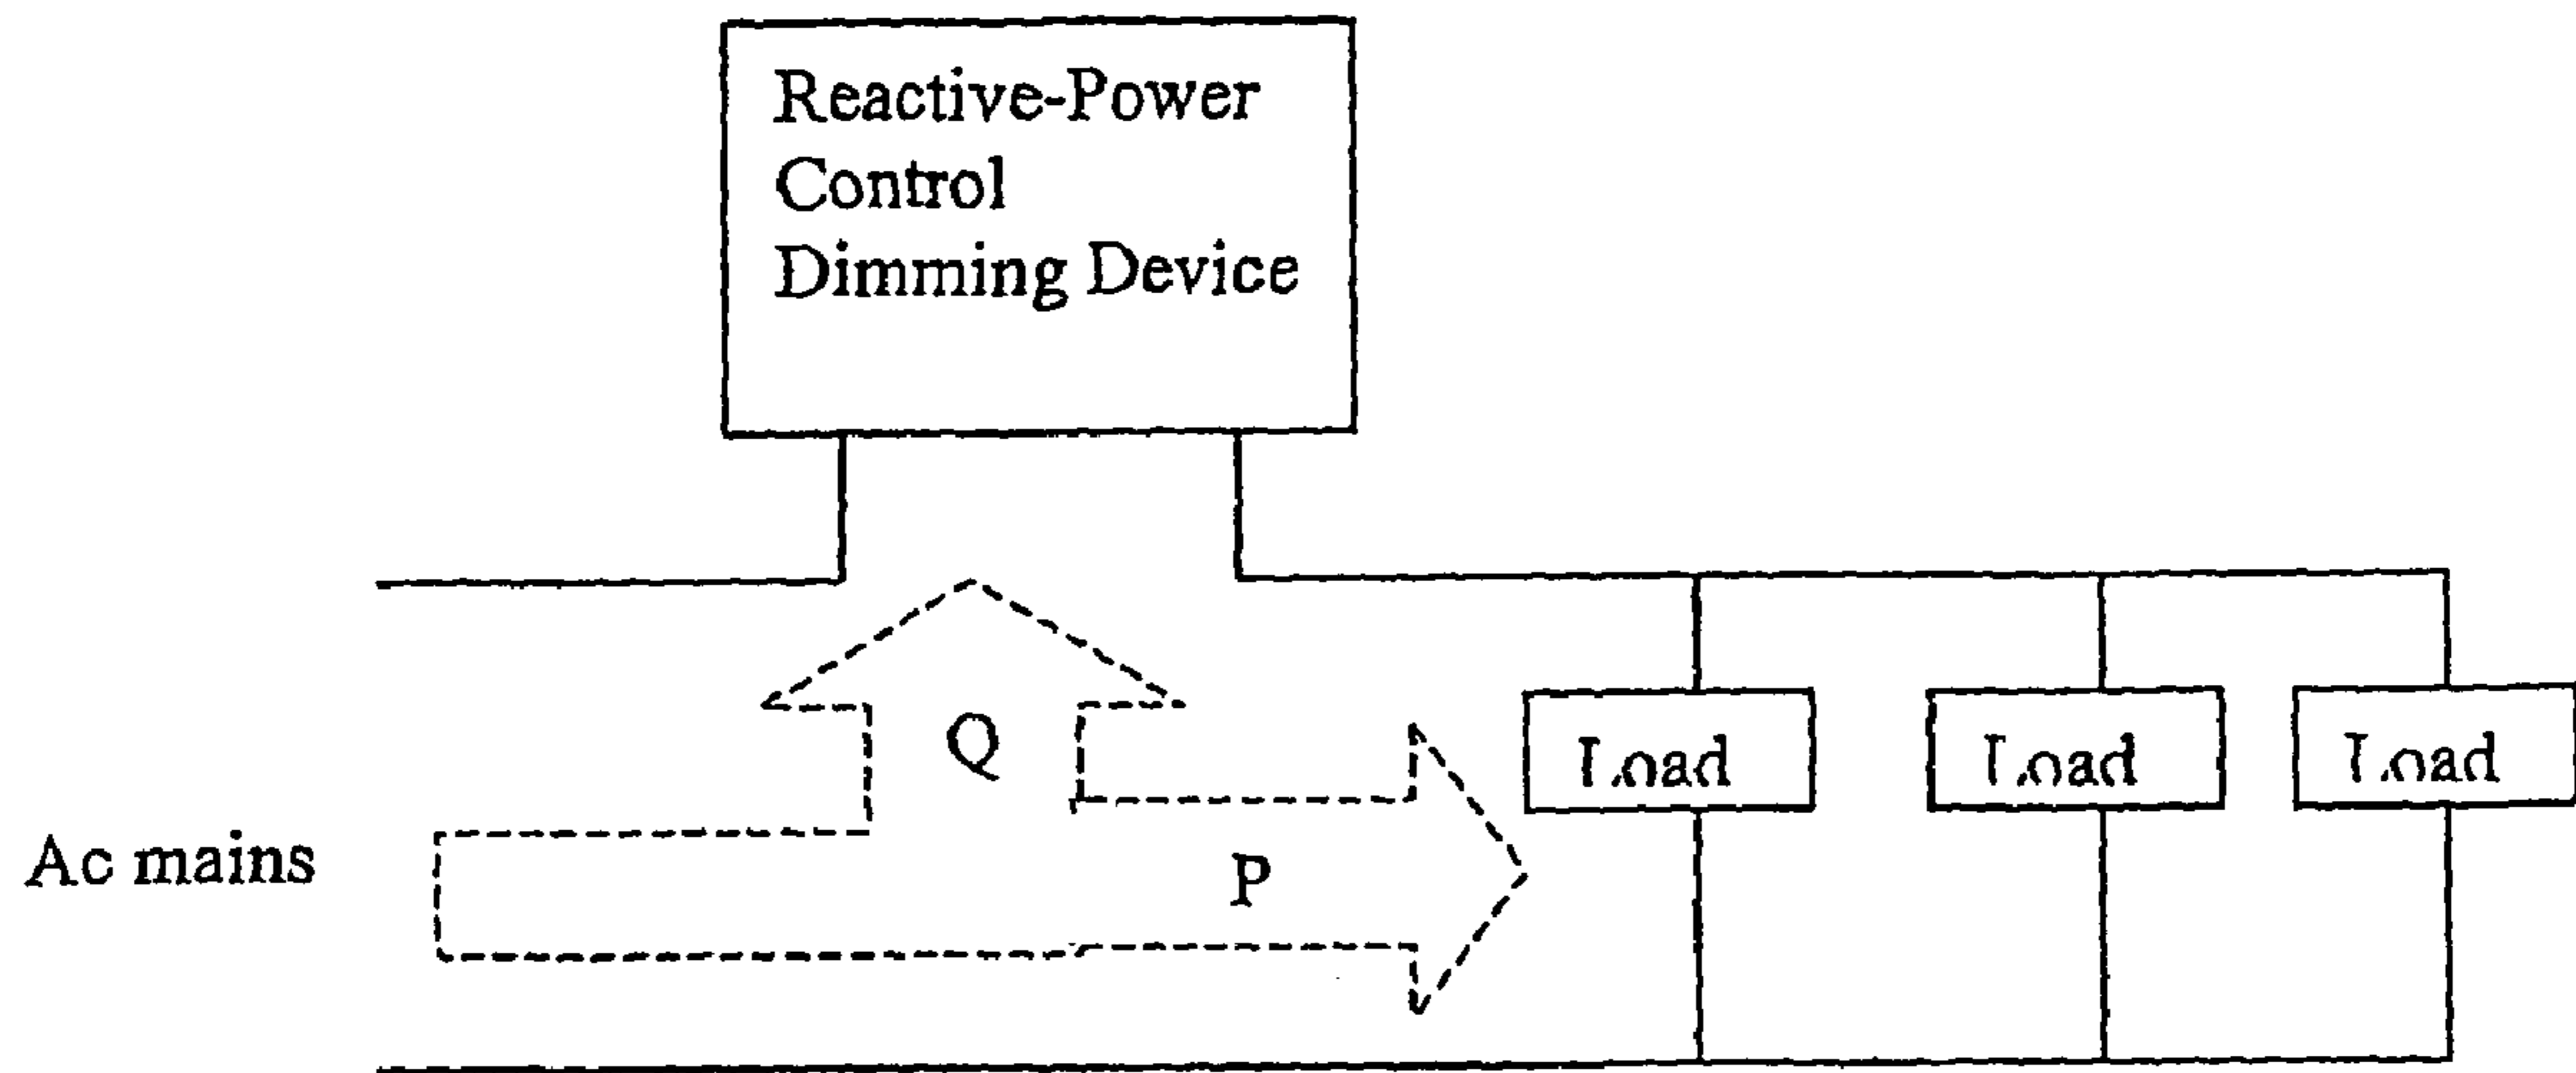 Reactive-Power
Control
Dimming Device
Q
Load
Load
Load
Ac mains
P